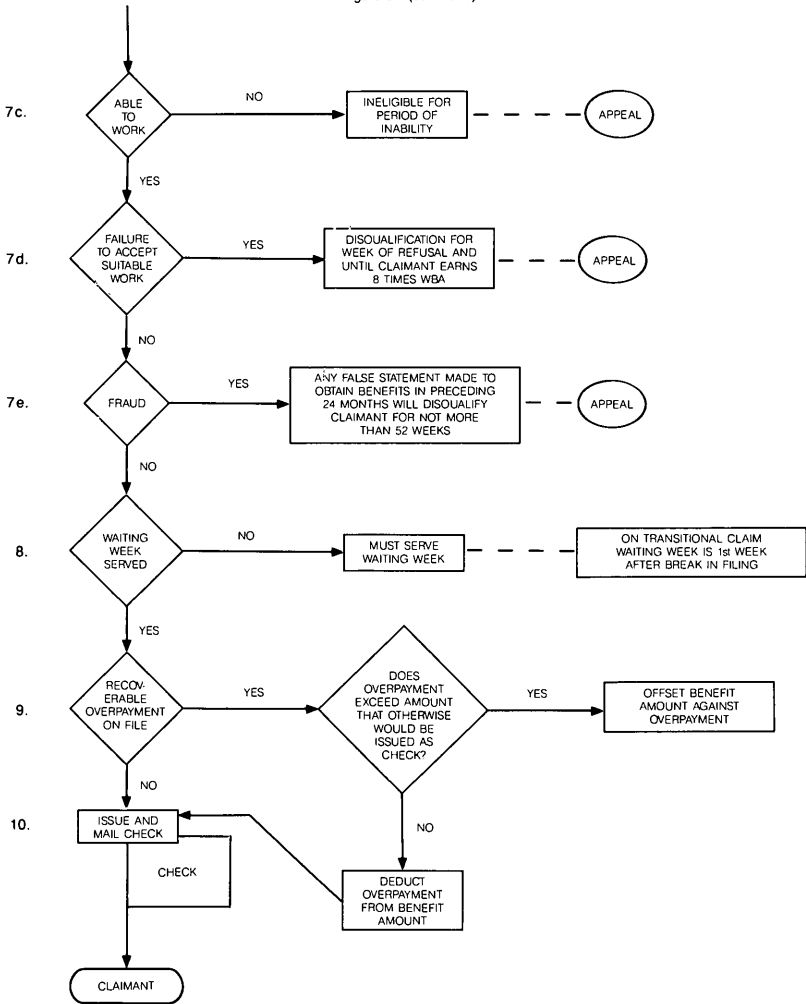 7c.
ABLE
TO
WORK
NO
INELIGIBLE FOR
PERIOD OF
INABILITY
APPEAL
YES
7d.
FAILURE
TO ACCEPT
SUITABLE
WORK
YES
DISQUALIFICATION FOR
WEEK OF REFUSAL AND
UNTIL CLAIMANT EARNS
8 TIMES WBA
APPEAL
NO
7e.
FRAUD
YES
ANY FALSE STATEMENT MADE TO
OBTAIN BENEFITS IN PRECEDING
24 MONTHS WILL DISQUALIFY
CLAIMANT FOR NOT MORE
THAN 52 WEEKS
APPEAL
NO
8.
WAITING
WEEK
SERVED
NO
MUST SERVE
WAITING WEEK
ON TRANSITIONAL CLAIM
WAITING WEEK IS 1st WEEK
AFTER BREAK IN FILING
YES
9.
RECOV-
ERABLE
OVERPAYMENT
ON FILE
YES
DOES
OVERPAYMENT
EXCEED AMOUNT
THAT OTHERWISE
WOULD BE
ISSUED AS
CHECK?
YES
OFFSET BENEFIT
AMOUNT AGAINST
OVERPAYMENT
NO
10.
ISSUE AND
MAIL CHECK
CHECK
NO
DEDUCT
OVERPAYMENT
FROM BENEFIT
AMOUNT
CLAIMANT